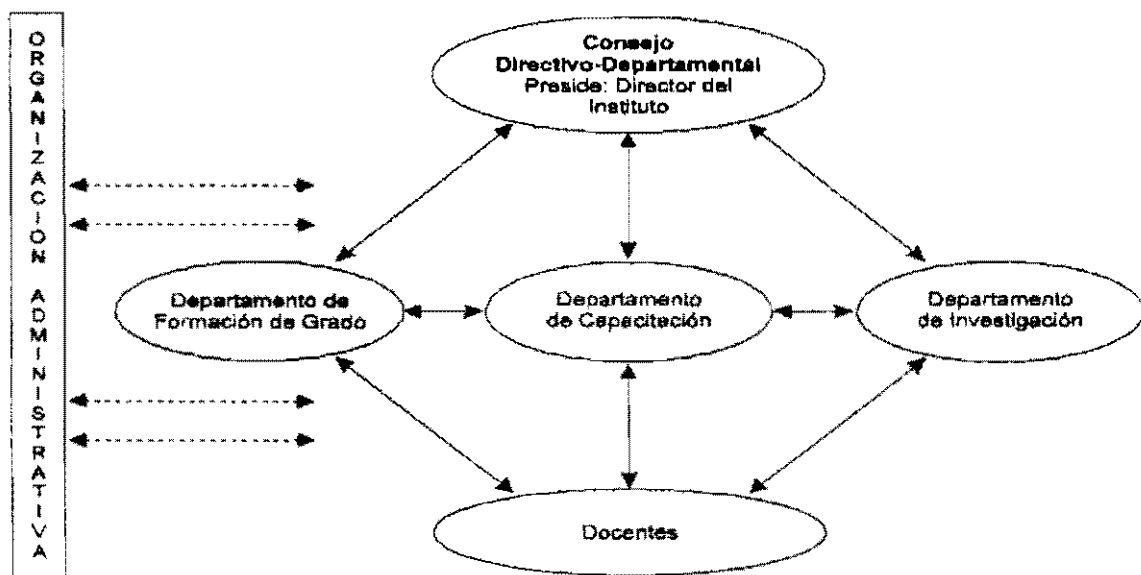 ORGANIZACION ADMINISTRATIVA
Consejo
Directivo-Departamental
Preside: Director del
Instituto
Departamento de
Formación de Grado
Departamento
de Capacitación
Departamento
de Investigación
Docentes